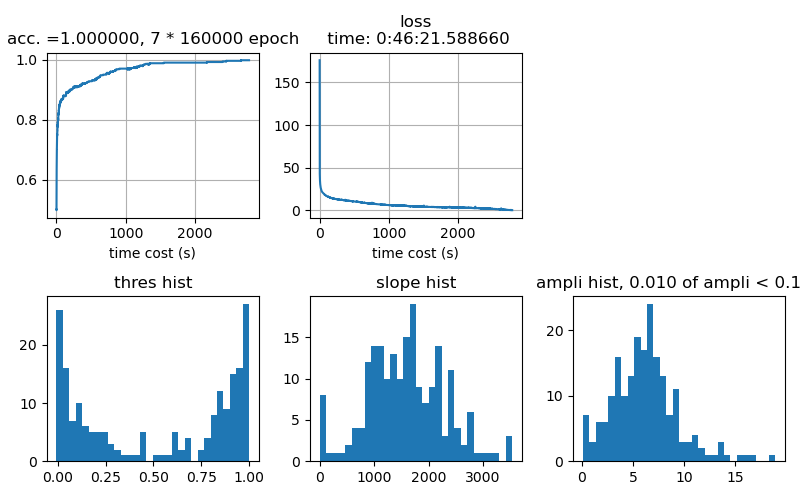 acc. =1.000000, 7 * 160000 epoch
1.0
0.8
0.6
0 1000 2000
time cost (s)
loss
time: 0:46:21.588660
150
100
50
0
0 1000 2000
time cost (s)
thres hist
20
10
0
0.00 0.25 0.50 0.75 1.00
slope hist
15
10
5
0
0 1000 2000 3000
ampli hist, 0.010 of ampli < 0.1
20
10
0
0 5 10 15